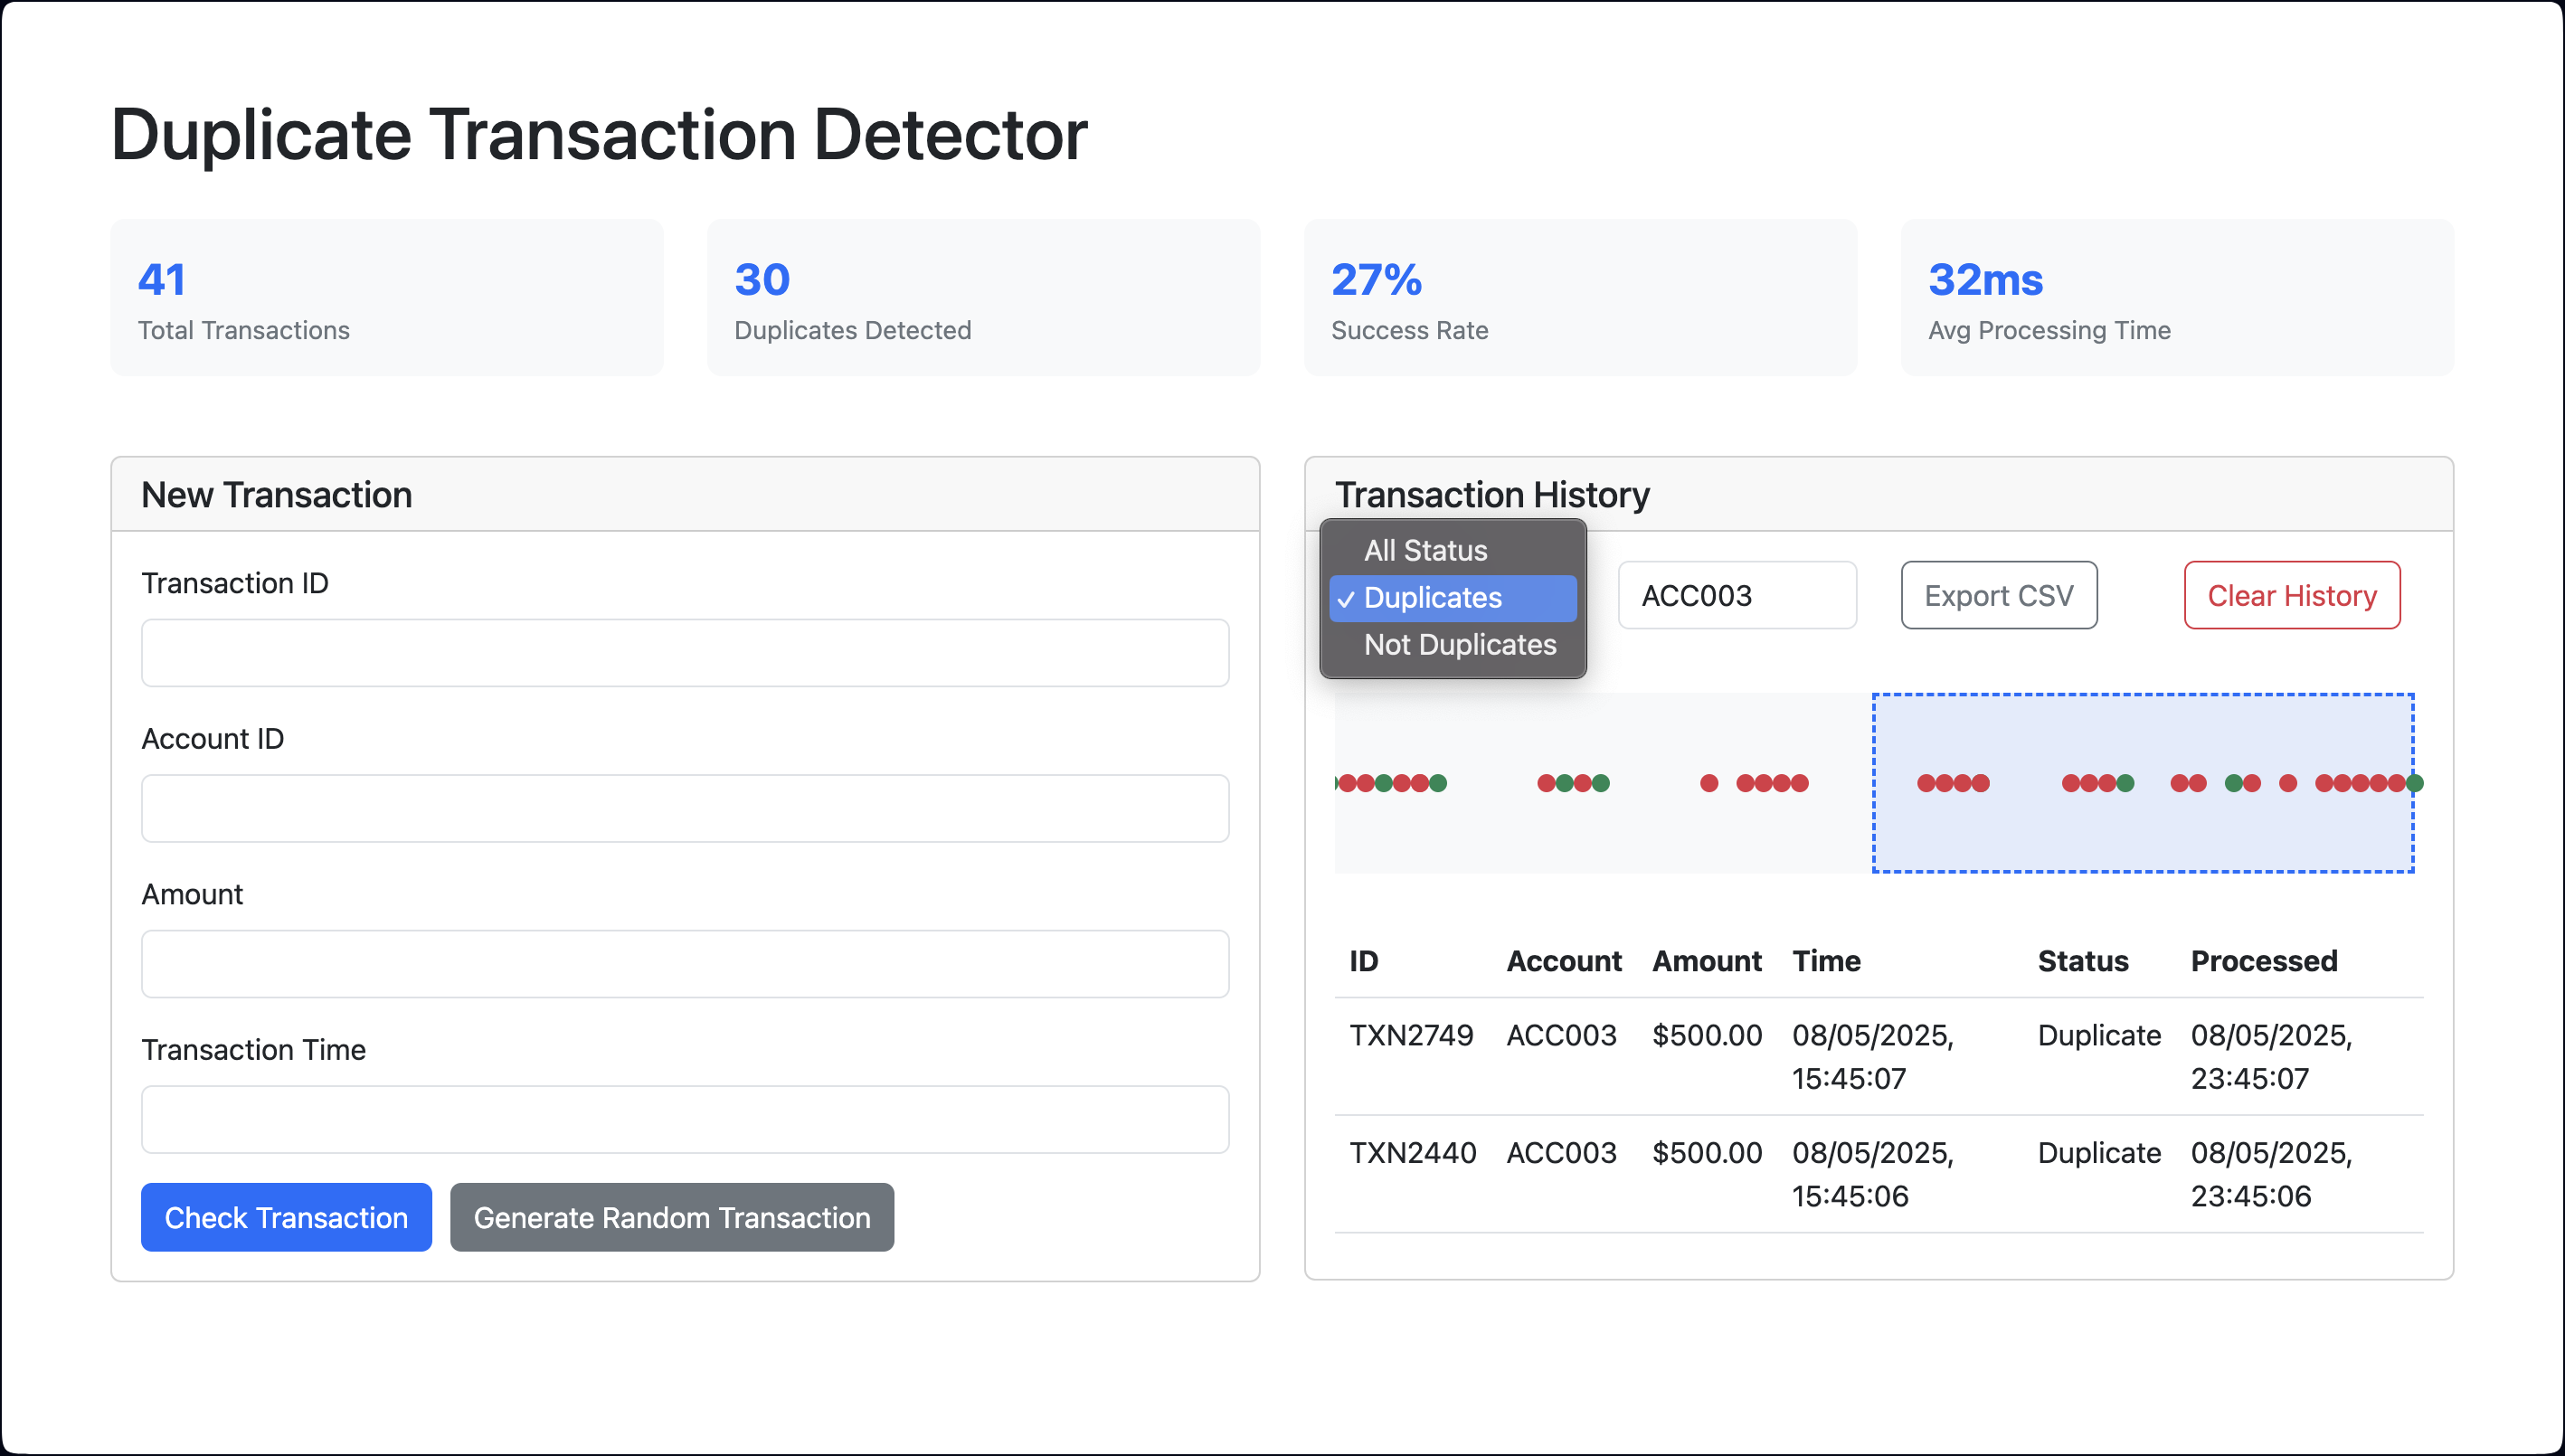 Duplicate Transaction Detector
41
Total Transactions
30
Duplicates Detected
27%
Success Rate
32ms
Avg Processing Time
New Transaction
Transaction ID
Account ID
Amount
Transaction Time
Check Transaction
Generate Random Transaction
Transaction History
All Status
✓ Duplicates
Not Duplicates
ACC003
Export CSV
Clear History
ID Account Amount Time Status Processed
TXN2749 ACC003 $500.00 08/05/2025, Duplicate 08/05/2025,
15:45:07 23:45:07
TXN2440 ACC003 $500.00 08/05/2025, Duplicate 08/05/2025,
15:45:06 23:45:06